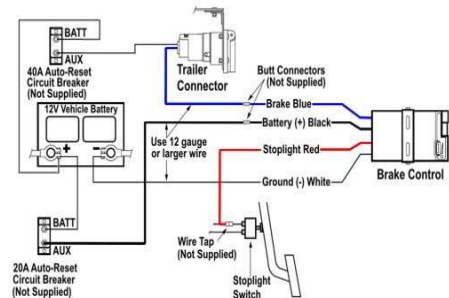 BATT
AUX
40A Auto-Reset
Circuit Breaker
(Not Supplied)
12V Vehicle Battery
+
-
Trailer
Connector
Butt Connectors
(Not Supplied)
Use 12 gauge
or larger wire
Brake Blue
Battery (+) Black
Stoplight Red
Ground (-) White
Brake Control
BATT
AUX
20A Auto-Reset
Circuit Breaker
(Not Supplied)
Wire Tap
(Not Supplied)
Stoplight
Switch